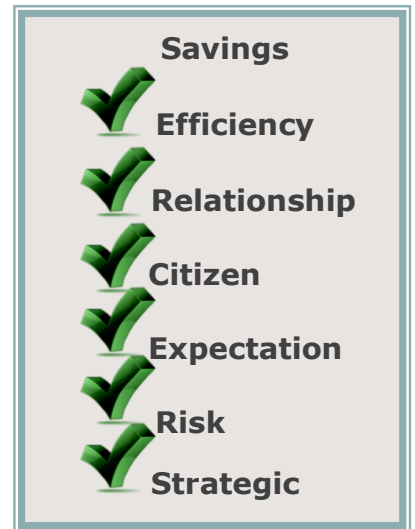 Savings
Efficiency
Relationship
Citizen
Expectation
Risk
Strategic